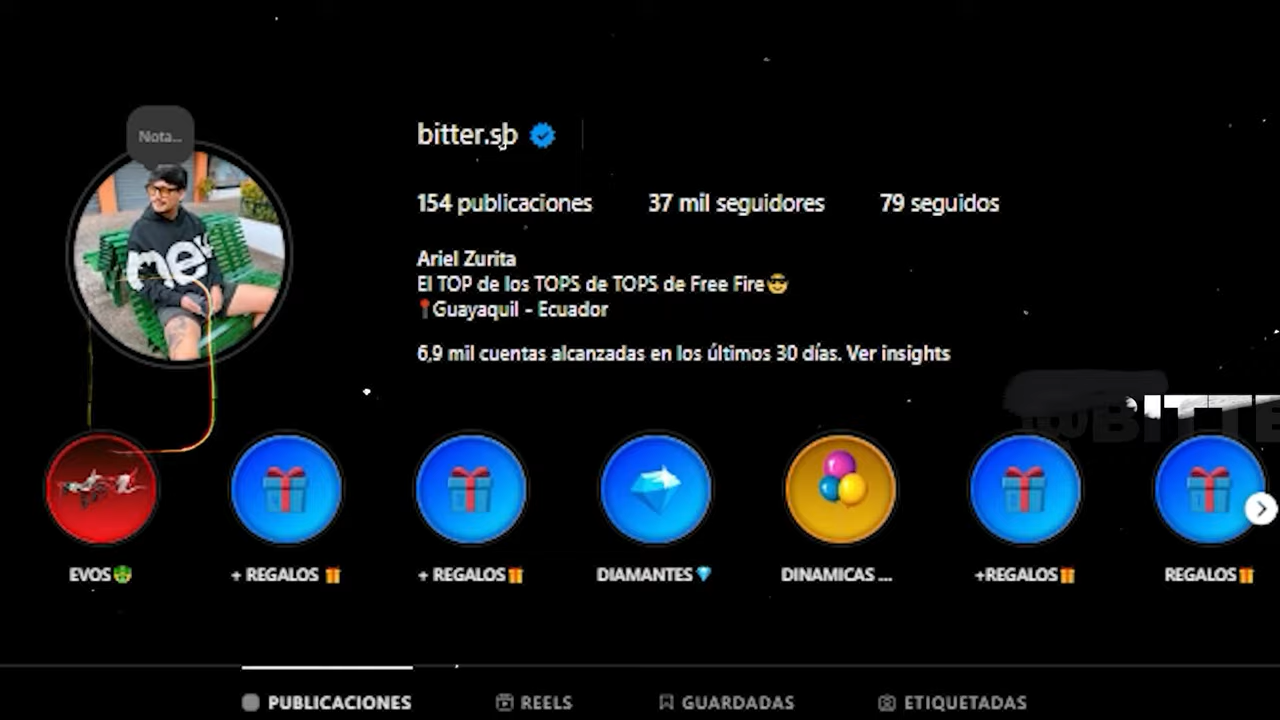 Nota...
bitter.sb
154 publicaciones 37 mil seguidores 79 seguidos
Ariel Zurita
El TOP de los TOPS de TOPS de Free Fire😎
📍Guayaquil - Ecuador
6,9 mil cuentas alcanzadas en los últimos 30 días. Ver insights
@BITTE
EVOS🐲 + REGALOS 🎁 + REGALOS🎁 DIAMANTES💎 DINAMICAS ... +REGALOS🎁 REGALOS🎁
PUBLICACIONES REELS GUARDADAS ETIQUETADAS